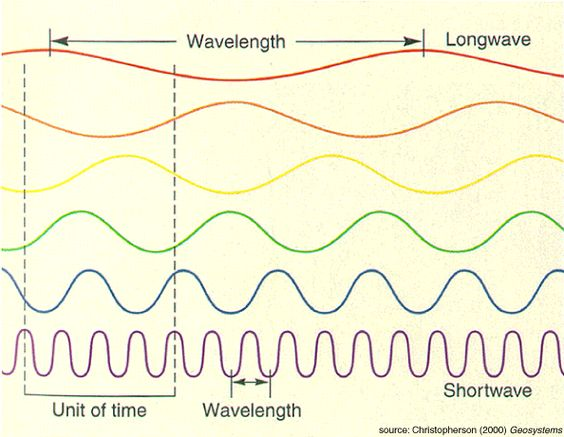 Wavelength
Longwave
Shortwave
Unit of time
Wavelength
source: Christopherson (2000) Geosystems